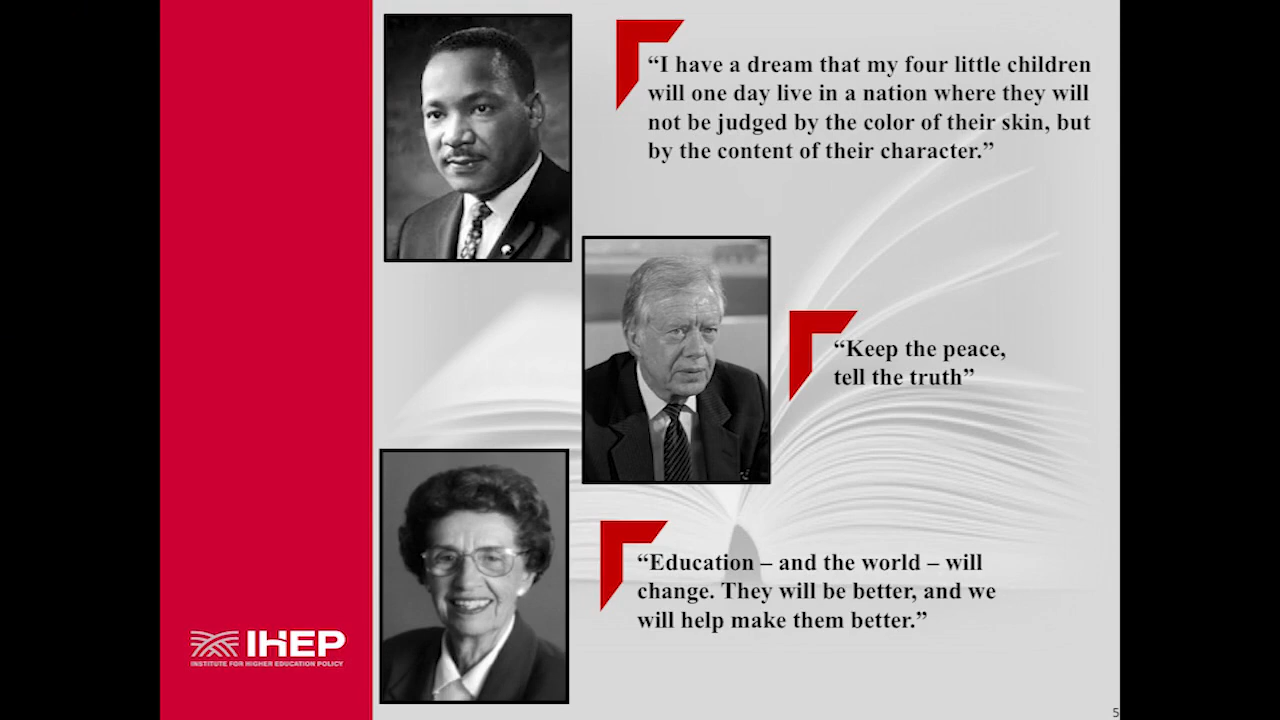 “I have a dream that my four little children
will one day live in a nation where they will
not be judged by the color of their skin, but
by the content of their character.”
“Keep the peace,
tell the truth”
“Education – and the world – will
change. They will be better, and we
will help make them better.”
IHEP
INSTITUTE FOR HIGHER EDUCATION POLICY
5